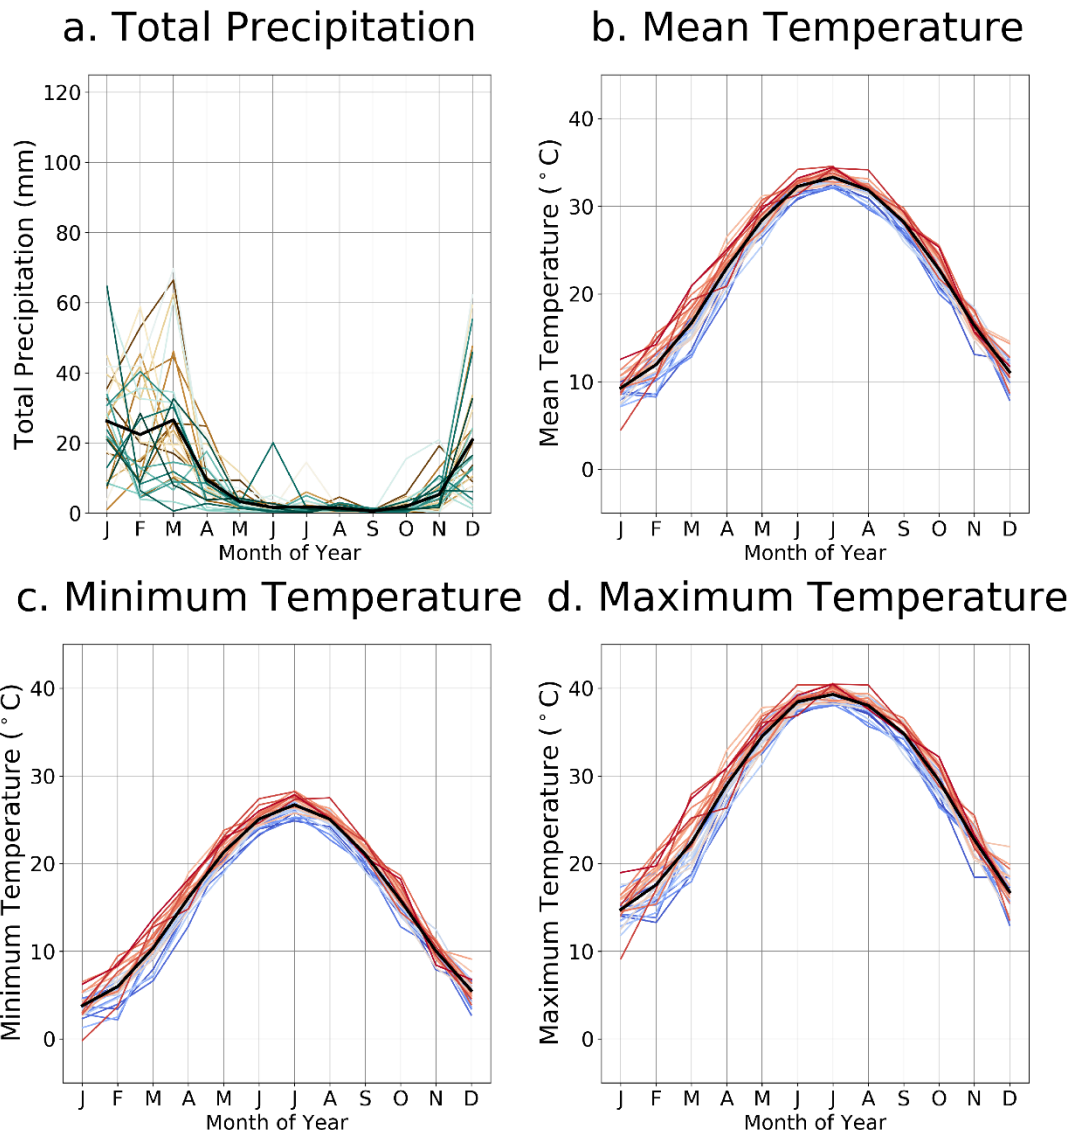 a. Total Precipitation
120
100
80
60
40
20
0
Total Precipitation (mm)
J F M A M J J A S O N D
Month of Year
b. Mean Temperature
40
30
20
10
0
Mean Temperature (°C)
J F M A M J J A S O N D
Month of Year
c. Minimum Temperature
40
30
20
10
0
Minimum Temperature (°C)
J F M A M J J A S O N D
Month of Year
d. Maximum Temperature
40
30
20
10
0
Maximum Temperature (°C)
J F M A M J J A S O N D
Month of Year